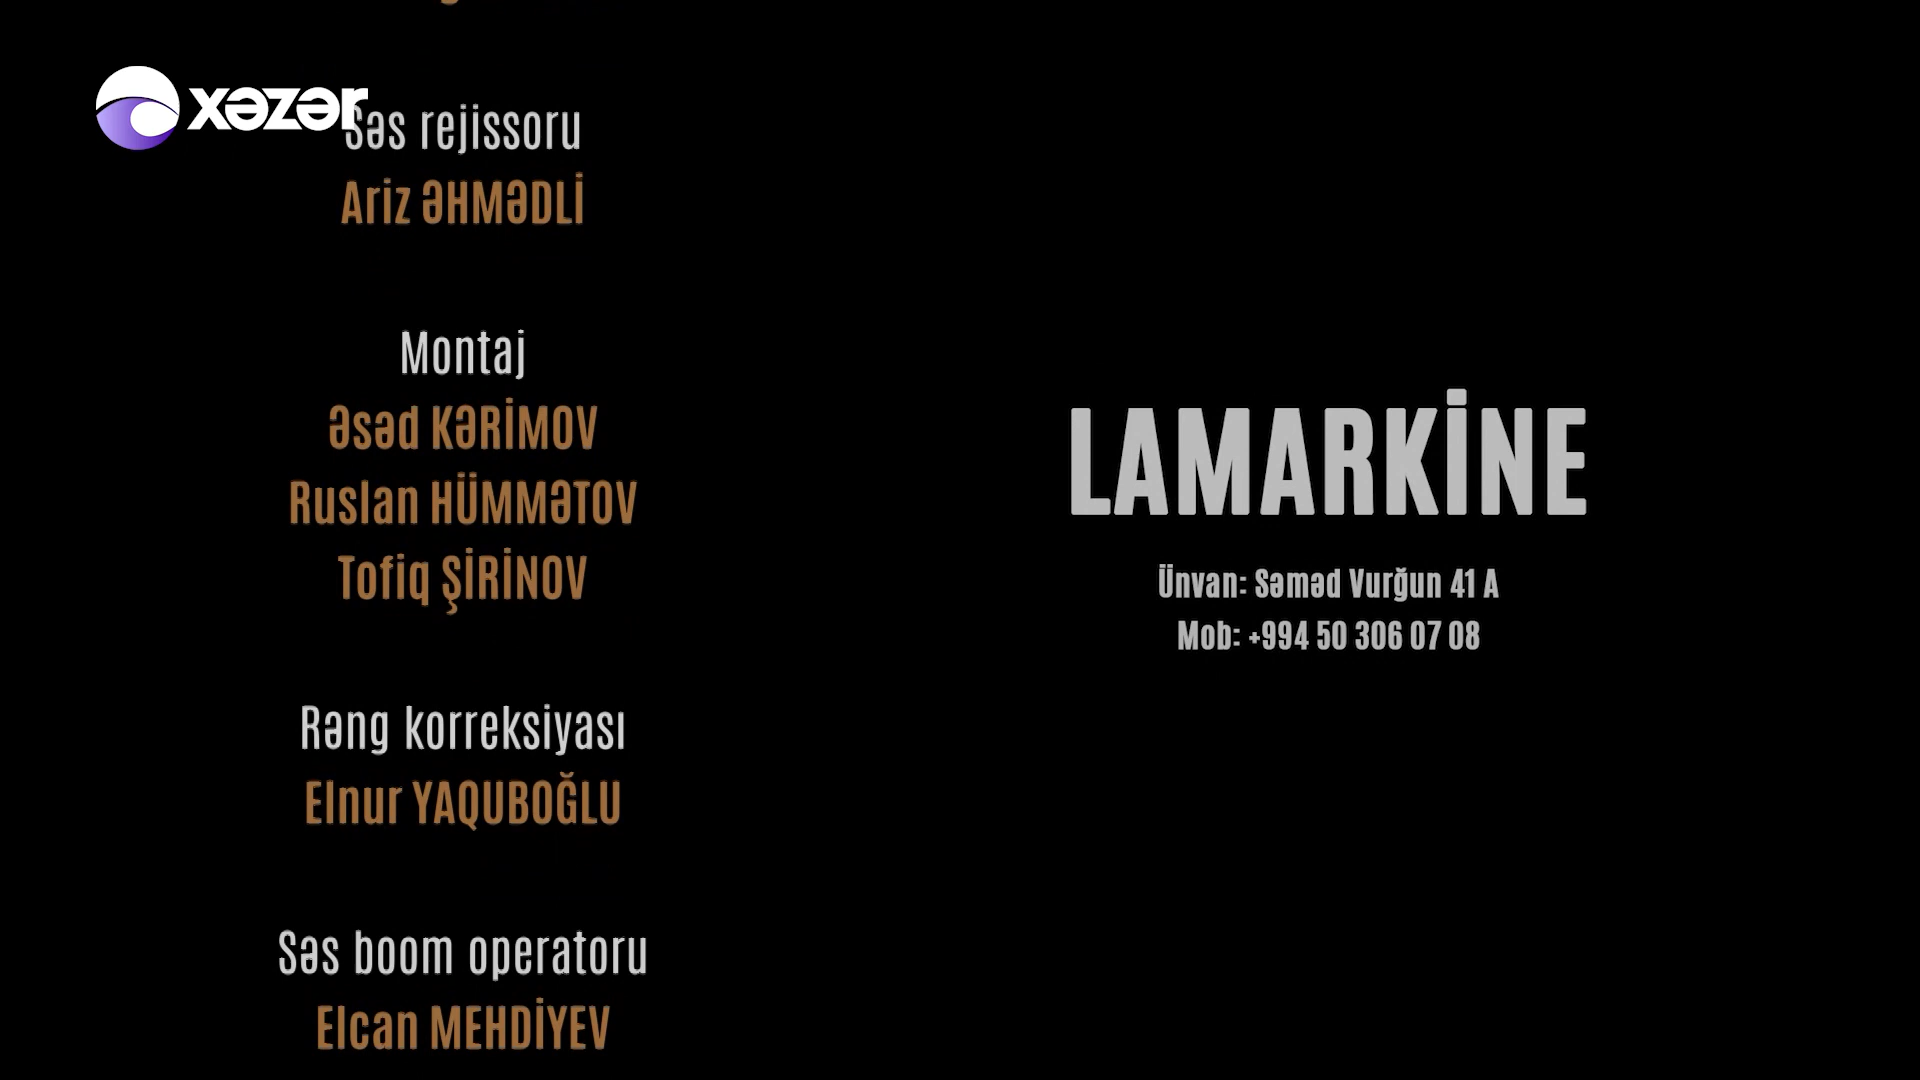 xəzər
Səs rejissoru
Ariz ƏHMƏDLİ
Montaj
Əsəd KƏRİMOV
Ruslan HÜMMƏTOV
Tofiq ŞİRİNOV
Rəng korreksiyası
Elnur YAQUBOĞLU
Səs boom operatoru
Elcan MEHDİYEV
LAMARKİNE
Ünvan: Səməd Vurğun 41 A
Mob: +994 50 306 07 08